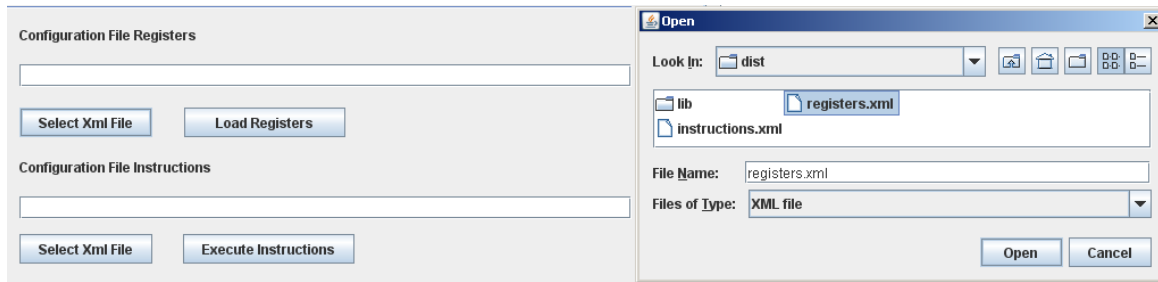 Configuration File Registers
Select Xml File Load Registers
Configuration File Instructions
Select Xml File Execute Instructions
Open
Look In: dist
lib registers.xml
instructions.xml
File Name: registers.xml
Files of Type: XML file
Open Cancel